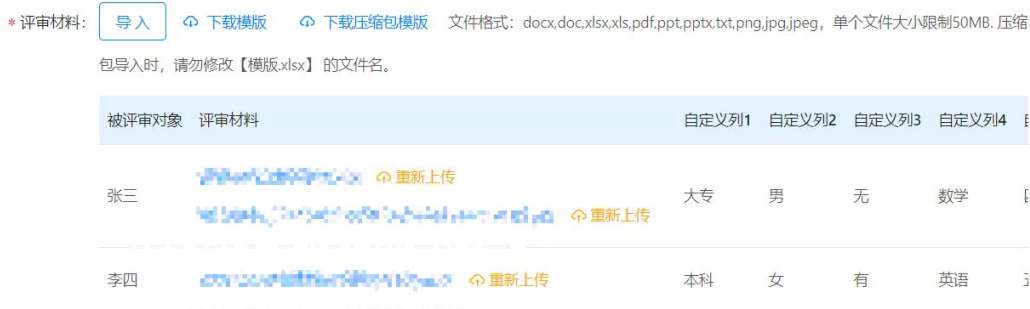 * 评审材料： 导入 下载模版 下载压缩包模版 文件格式：docx,doc,xlsx,xls,pdf,ppt,pptx,txt,png,jpg,jpeg，单个文件大小限制50MB. 压缩
包导入时，请勿修改【模版.xlsx】 的文件名。
被评审对象 评审材料 自定义列1 自定义列2 自定义列3 自定义列4
重新上传
张三 大专 男 无 数学
重新上传
李四 重新上传 本科 女 有 英语